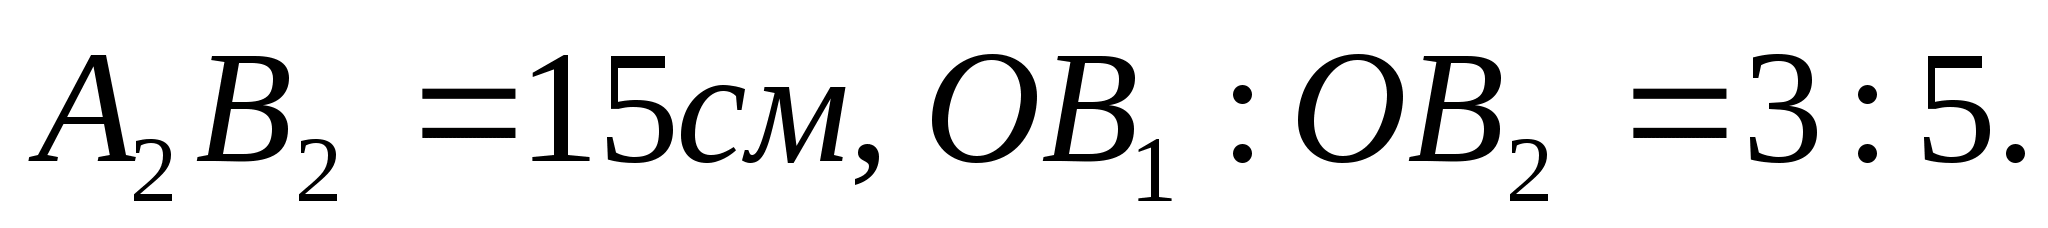 A₂B₂ = 15см, OB₁ : OB₂ = 3 : 5.